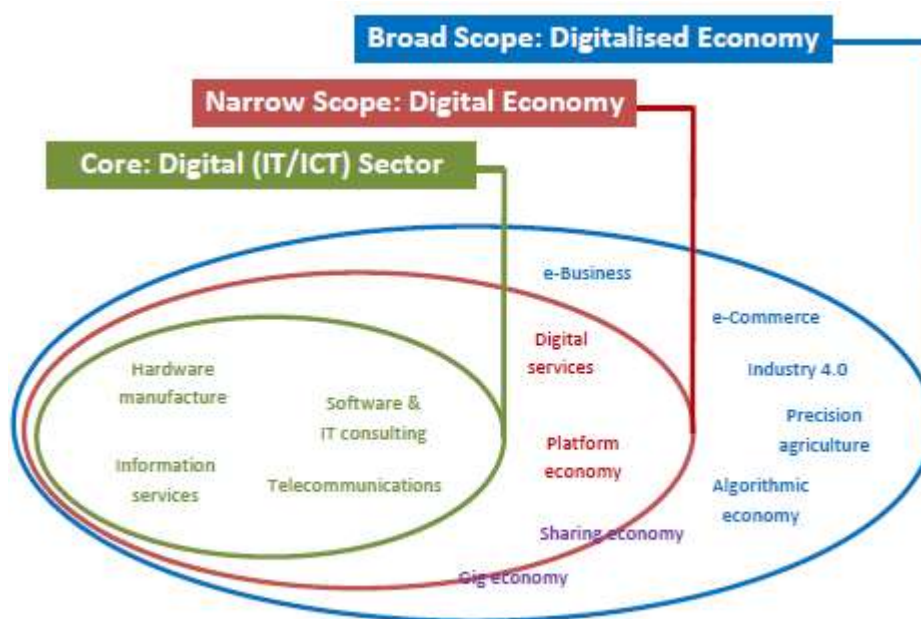 Broad Scope: Digitalised Economy
Narrow Scope: Digital Economy
Core: Digital (IT/ICT) Sector
e-Business
e-Commerce
Digital
services
Industry 4.0
Hardware
manufacture
Software &
IT consulting
Precision
agriculture
Platform
economy
Information
services
Telecommunications
Algorithmic
economy
Sharing economy
Gig economy